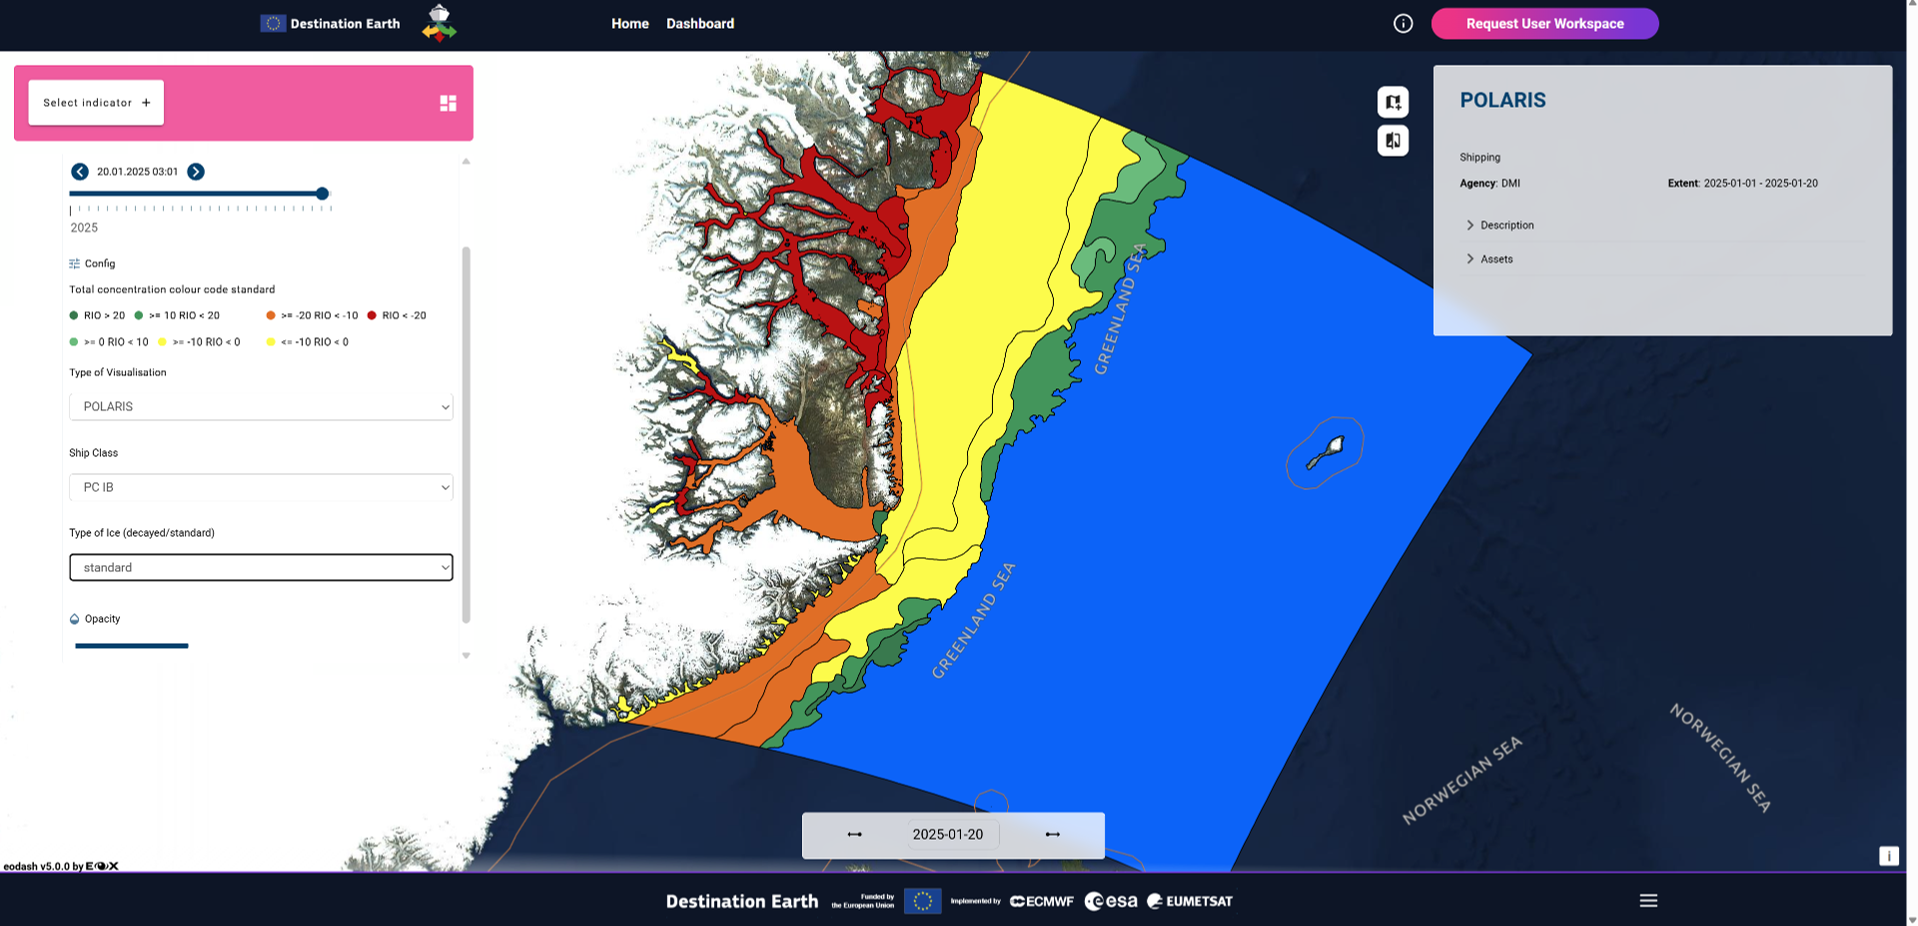 Destination Earth
Home
Dashboard
Request User Workspace
Select indicator +
20.01.2025 03:01
2025
Config
Total concentration colour code standard
RIO > 20
>= 10 RIO < 20
>= -20 RIO < -10
RIO < -20
>= 0 RIO < 10
>= -10 RIO < 0
<= -10 RIO < 0
Type of Visualisation
POLARIS
Ship Class
PC IB
Type of Ice (decayed/standard)
standard
Opacity
GREENLAND SEA
GREENLAND SEA
NORWEGIAN SEA
NORWEGIAN SEA
POLARIS
Shipping
Agency: DMI
Extent: 2025-01-01 - 2025-01-20
Description
Assets
2025-01-20
eodash v5.0.0 by EOX
i
Destination Earth
Funded by
the European Union
Implemented by
ECMWF
esa
EUMETSAT